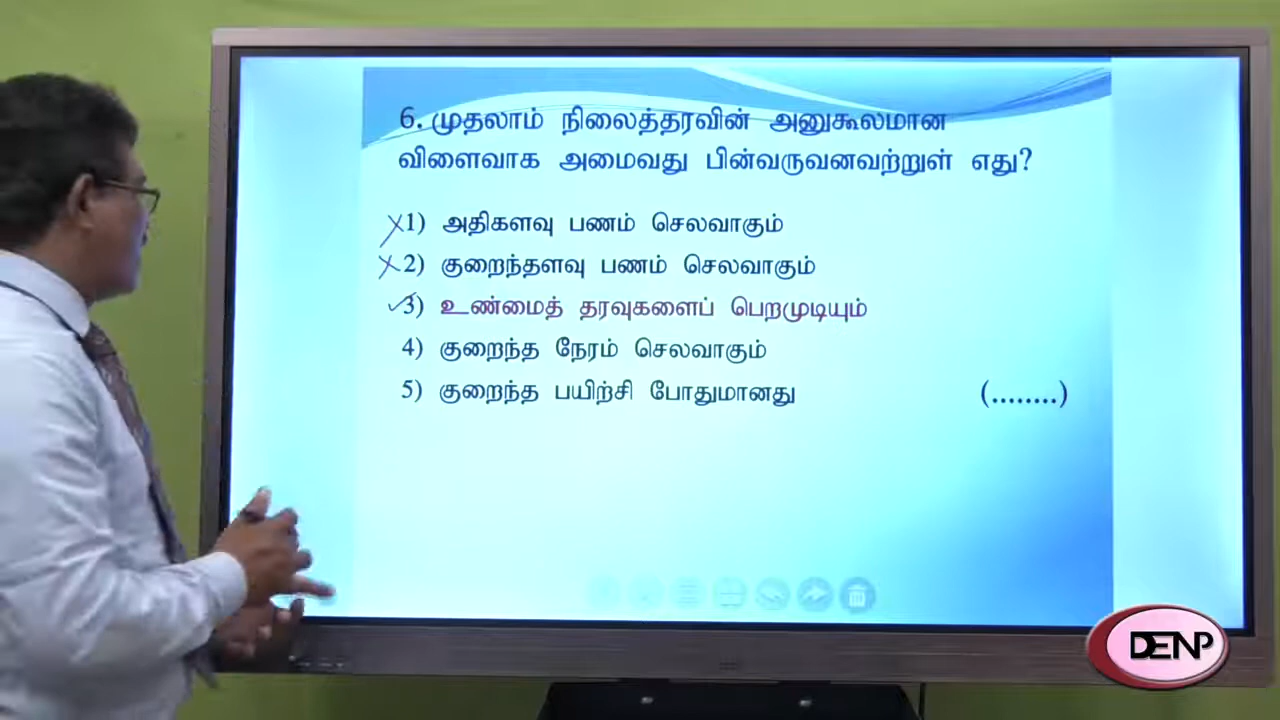 6. முதலாம் நிலைத்தரவின் அனுகூலமான
விளைவாக அமைவது பின்வருவனவற்றுள் எது?
1) அதிகளவு பணம் செலவாகும்
2) குறைந்தளவு பணம் செலவாகும்
3) உண்மைத் தரவுகளைப் பெறமுடியும்
4) குறைந்த நேரம் செலவாகும்
5) குறைந்த பயிற்சி போதுமானது (........)
DENP